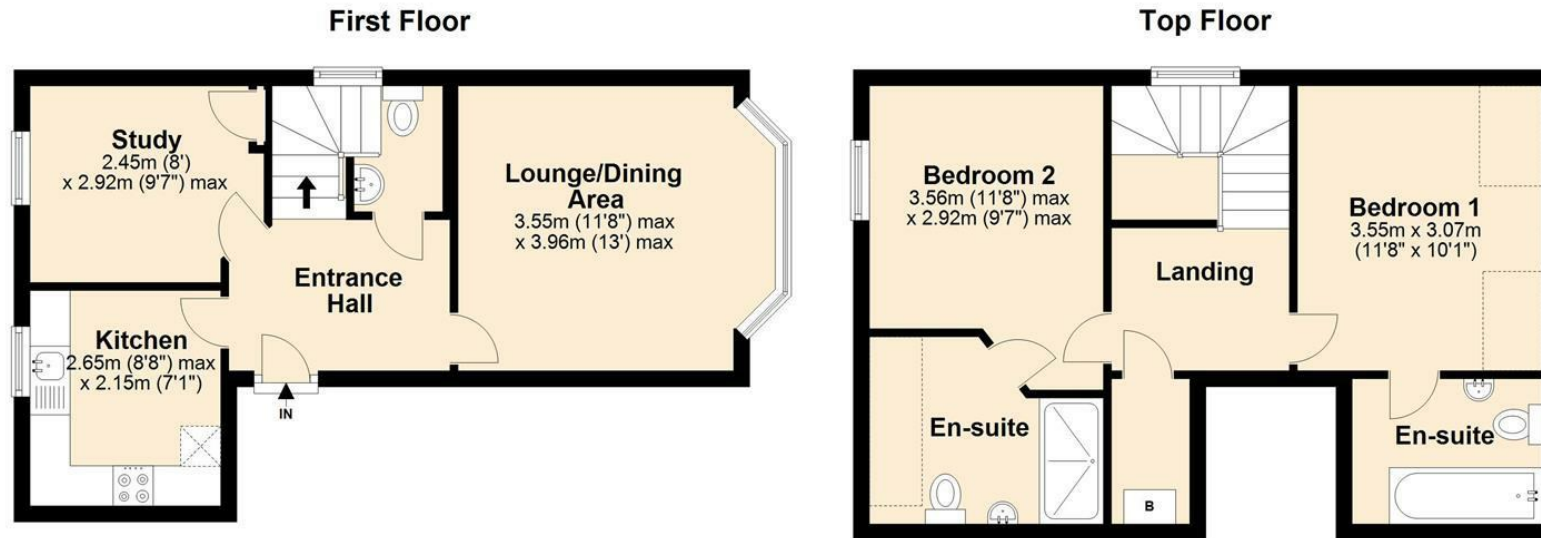 First Floor
Study
2.45m (8')
x 2.92m (9'7") max
Lounge/Dining
Area
3.55m (11'8") max
x 3.96m (13') max
Entrance
Hall
Kitchen
2.65m (8'8") max
x 2.15m (7'1")
IN
Top Floor
Bedroom 2
3.56m (11'8") max
x 2.92m (9'7") max
Bedroom 1
3.55m x 3.07m
(11'8" x 10'1")
Landing
En-suite
B
En-suite